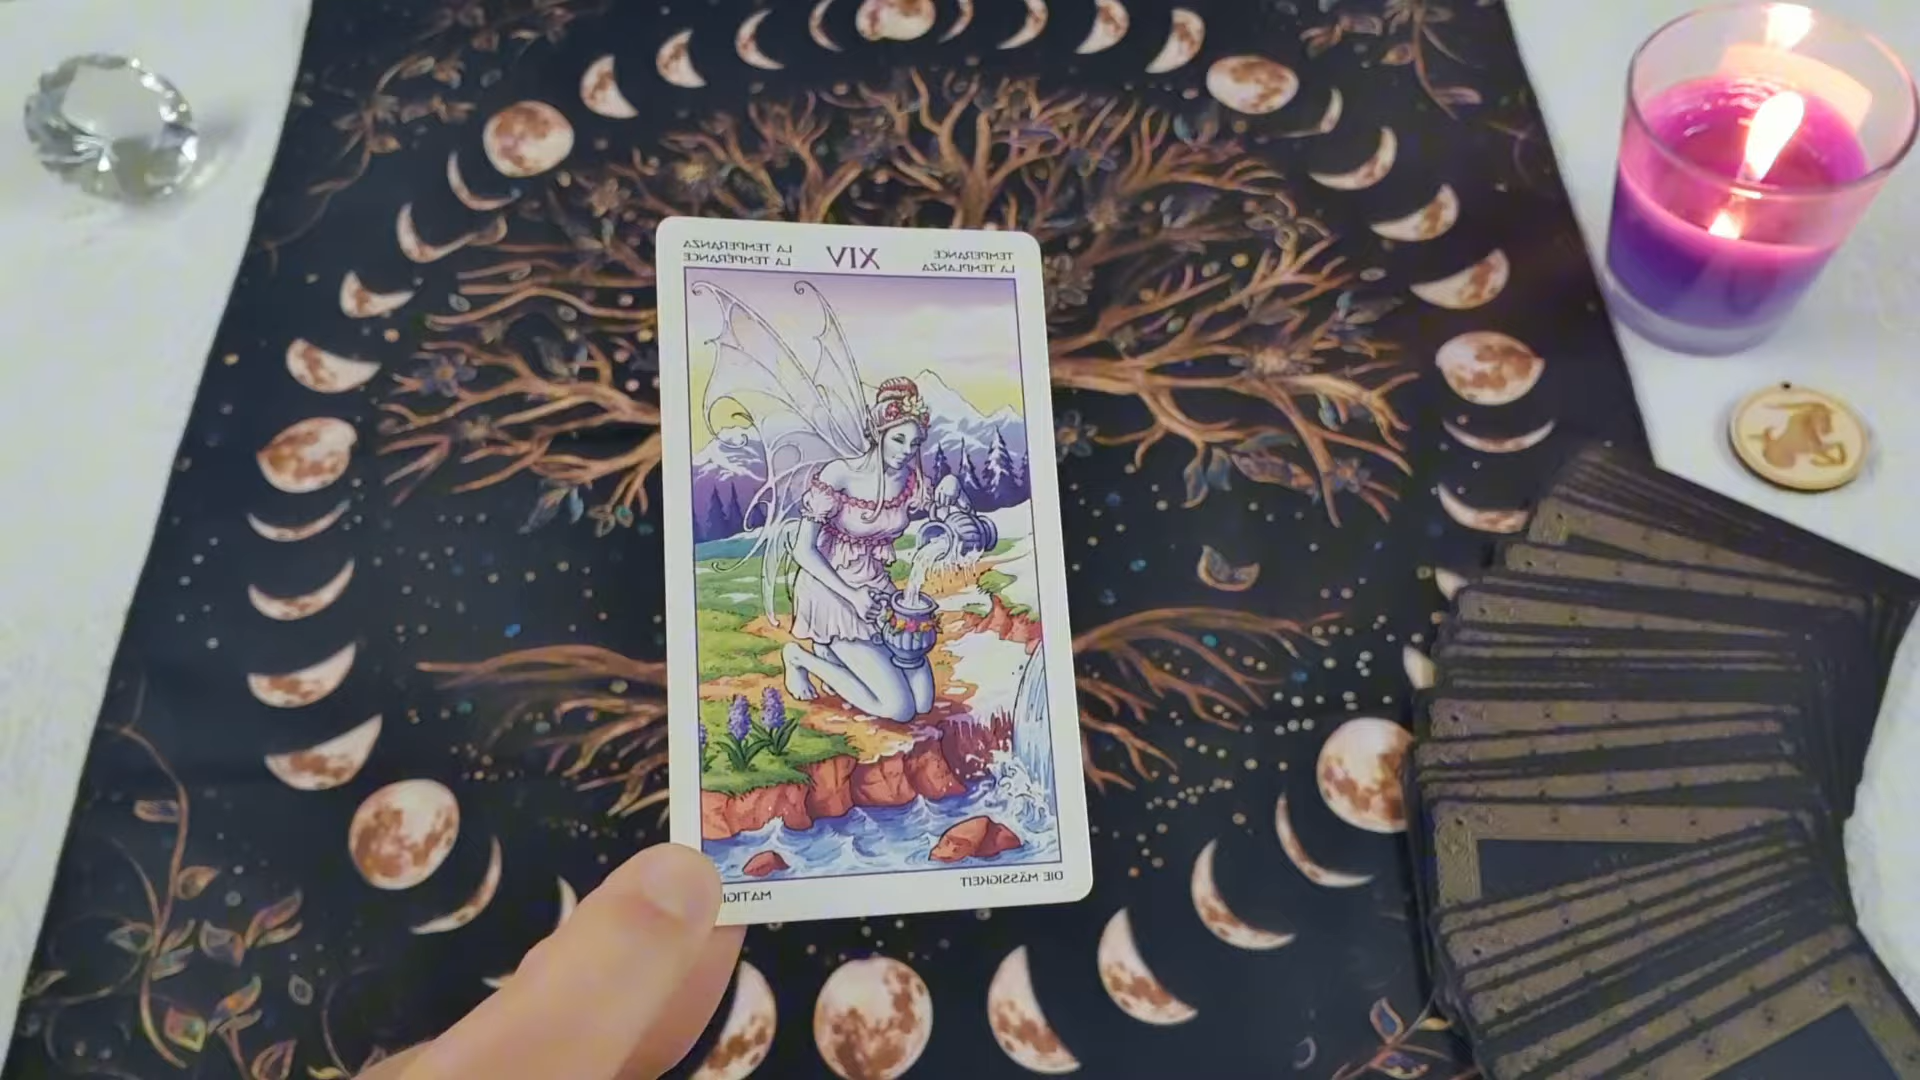 TEMPERANCE
LA TEMPLANZA
XIV
LA TEMPERANZA
LA TEMPÉRANCE
DIE MÄSSIGKEIT